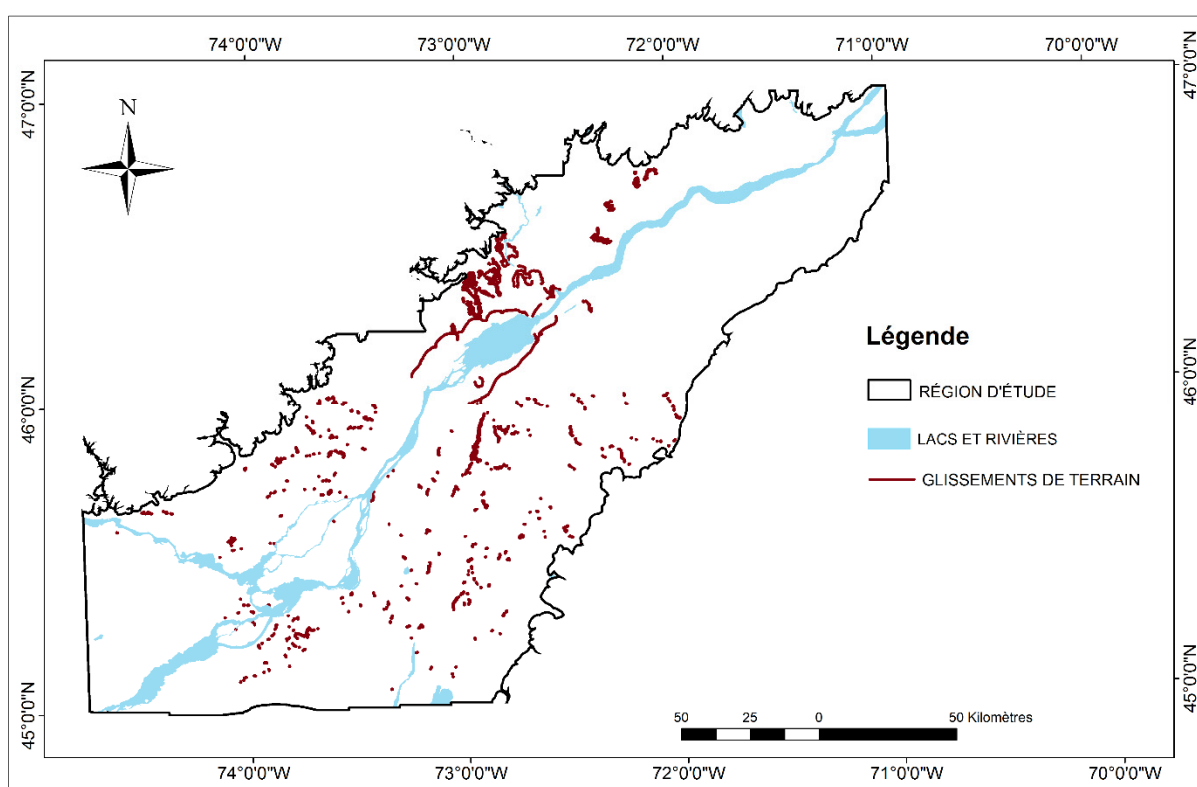 74°0'0"W 73°0'0"W 72°0'0"W 71°0'0"W 70°0'0"W
47°0'0"N 47°0'0"N
N
Légende
46°0'0"N 46°0'0"N
RÉGION D'ÉTUDE
LACS ET RIVIÈRES
GLISSEMENTS DE TERRAIN
45°0'0"N 45°0'0"N
50 25 0 50 Kilomètres
74°0'0"W 73°0'0"W 72°0'0"W 71°0'0"W 70°0'0"W